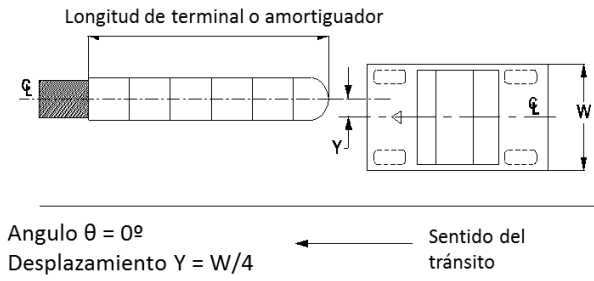 Longitud de terminal o amortiguador
℄
℄
W
Y
Angulo θ = 0º
Desplazamiento Y = W/4
Sentido del
tránsito